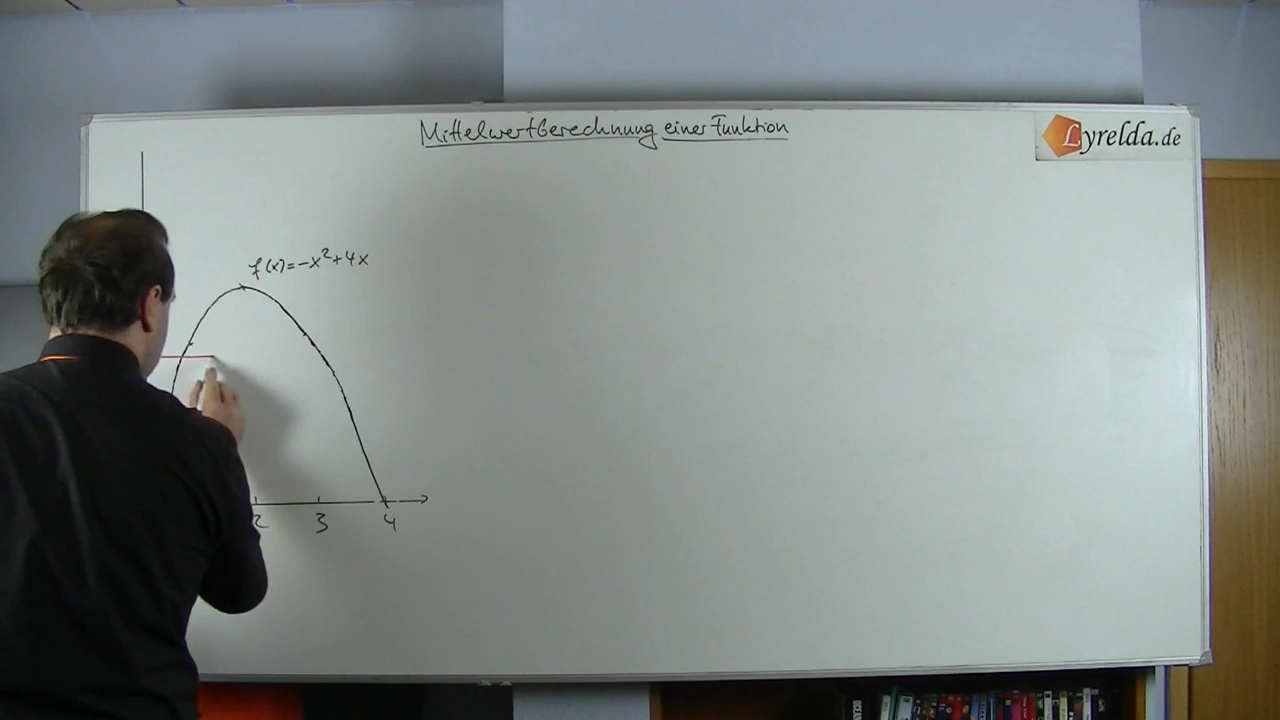 Mittelwertberechnung einer Funktion
Lyrelda.de
f(x)=-x²+4x
2 3 4